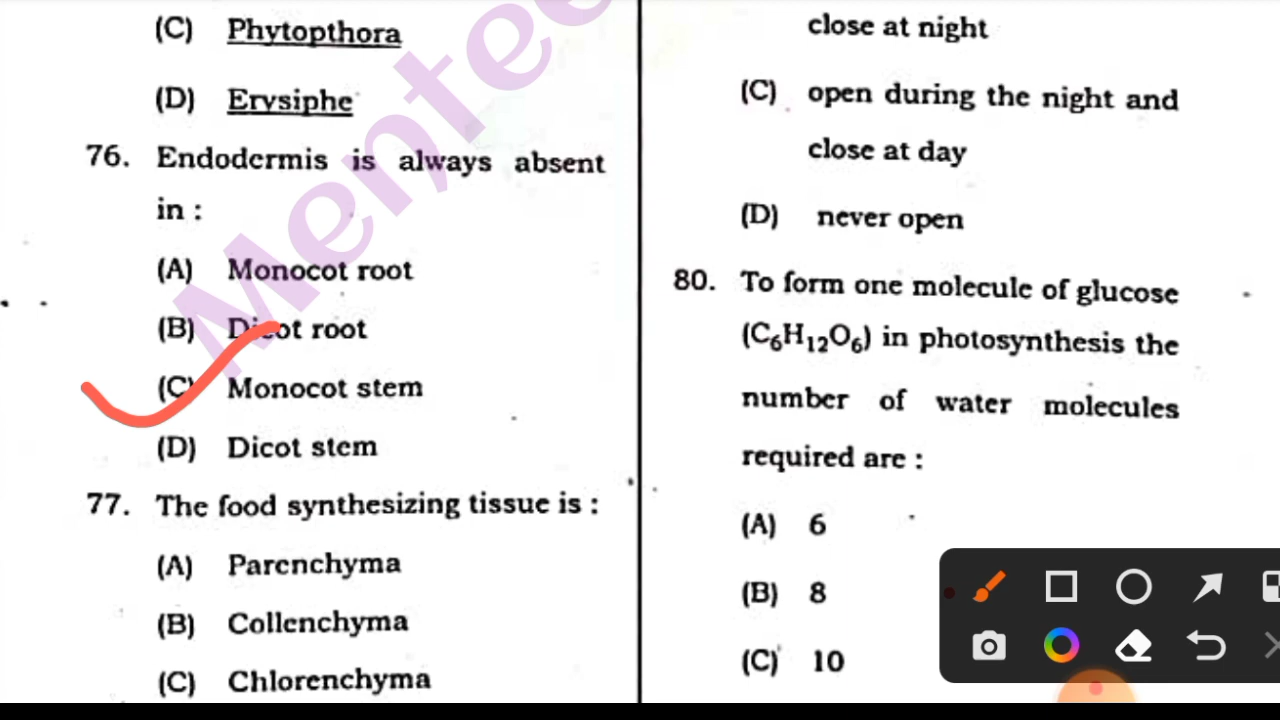 (C) Phytopthora
(D) Erysiphe
76. Endodermis is always absent
in :
(A) Monocot root
(B) Dicot root
(C) Monocot stem
(D) Dicot stem
77. The food synthesizing tissue is :
(A) Parenchyma
(B) Collenchyma
(C) Chlorenchyma
close at night
(C) open during the night and
close at day
(D) never open
80. To form one molecule of glucose
(C₆H₁₂O₆) in photosynthesis the
number of water molecules
required are :
(A) 6
(B) 8
(C) 10
Mentee